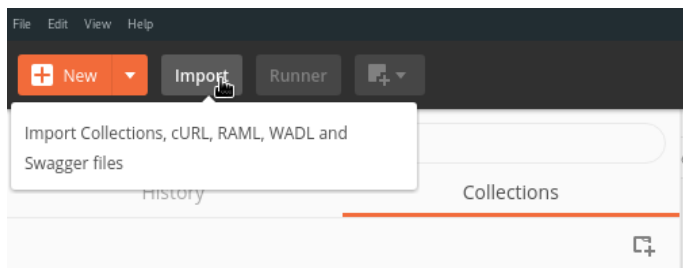 File Edit View Help
New Import Runner
Import Collections, cURL, RAML, WADL and
Swagger files
History Collections